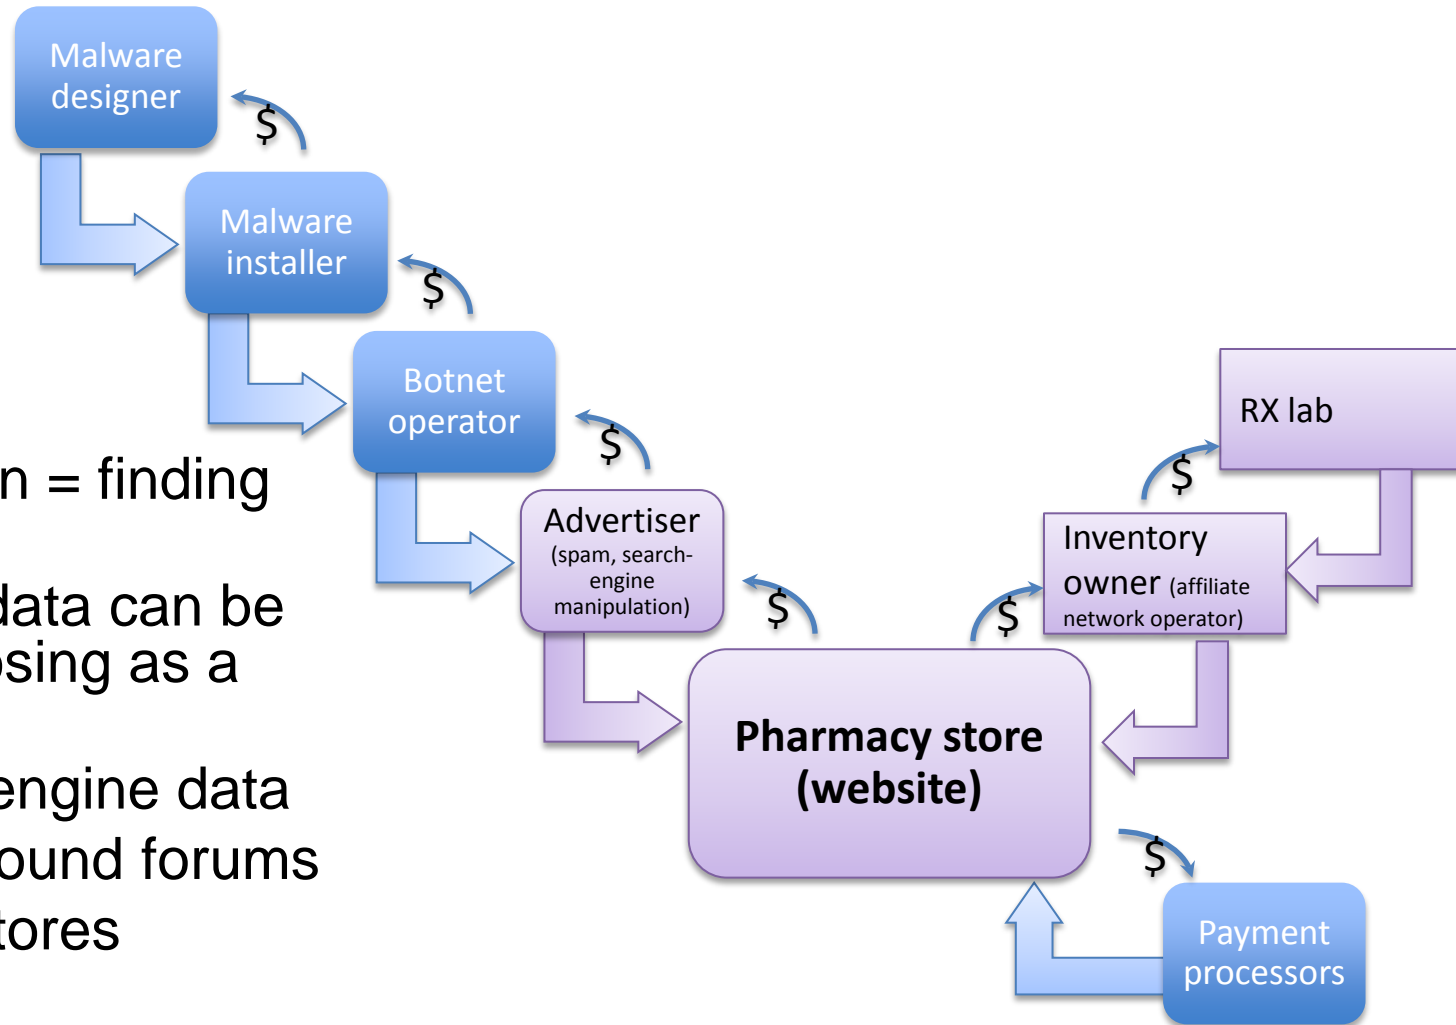 Malware
designer
$
Malware
installer
$
Botnet
operator
$
Advertiser
(spam, search-
engine
manipulation)
$
Pharmacy store
(website)
$
Inventory
owner (affiliate
network operator)
$
RX lab
$
Payment
processors
n = finding
data can be
osing as a
engine data
ound forums
tores